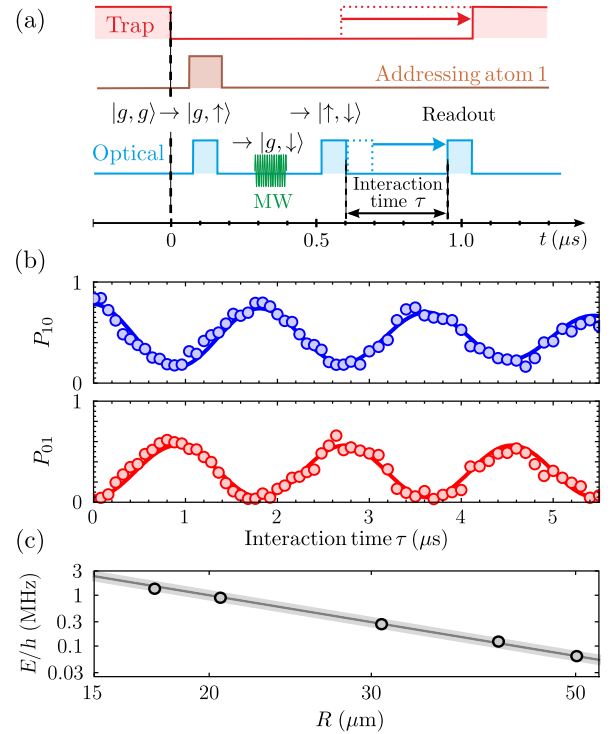 (a)
Trap
Addressing atom 1
|g, g⟩ → |g, ↑⟩
→ |↑, ↓⟩
Readout
→ |g, ↓⟩
Optical
MW
Interaction
time τ
0 0.5 1.0 t (μs)
(b)
1
P10
0
1
P01
0
0 1 2 3 4 5
Interaction time τ (μs)
(c)
3
1
0.3
0.1
0.03
E/h (MHz)
15 20 30 50
R (μm)